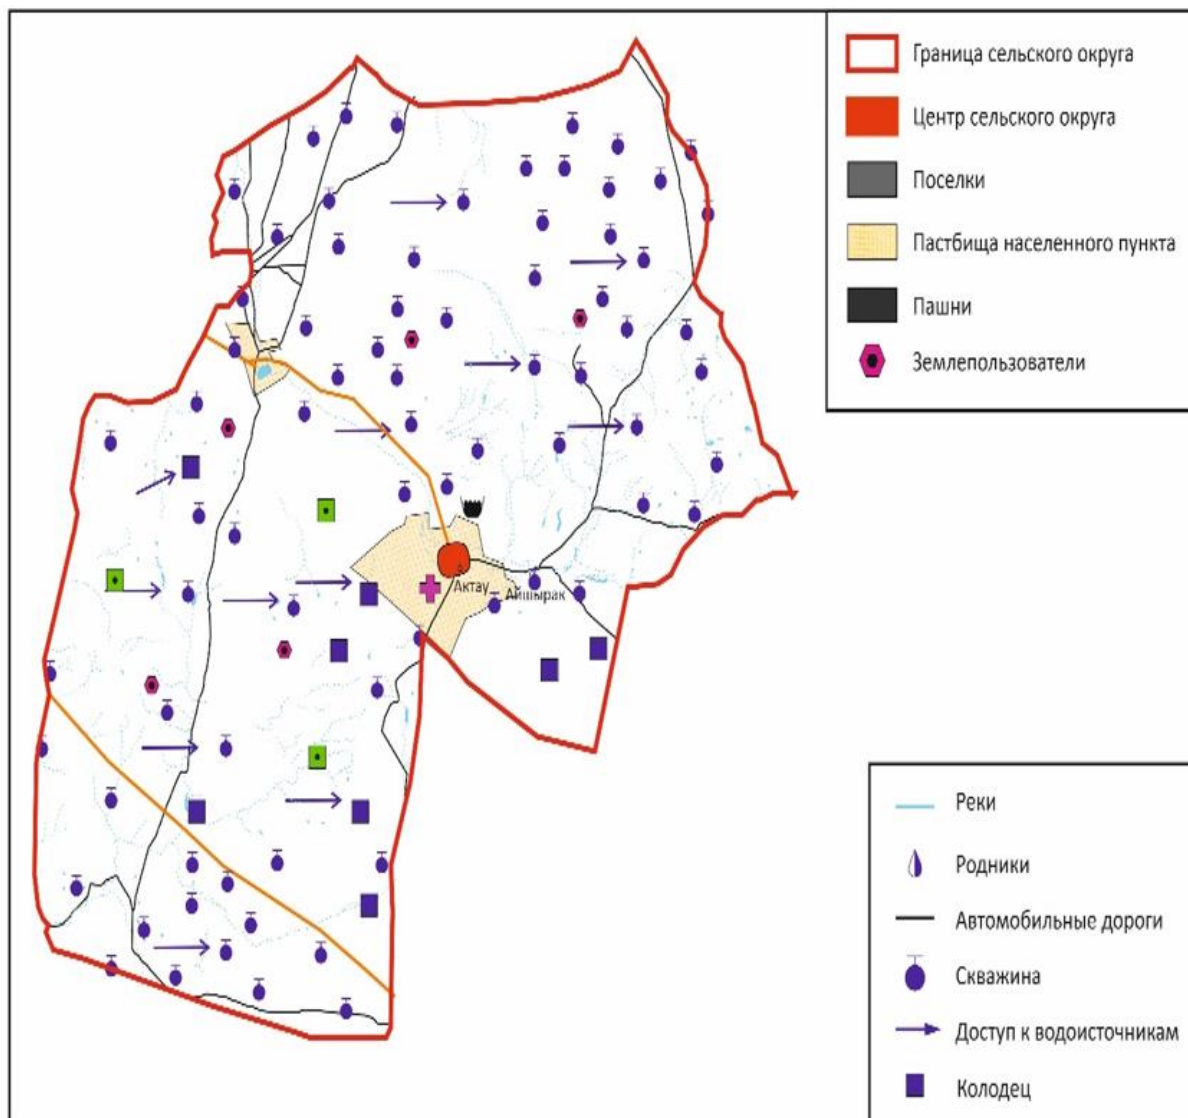 Граница сельского округа
Центр сельского округа
Поселки
Пастбища населенного пункта
Пашни
Землепользователи
Актау
Айшырак
Реки
Родники
Автомобильные дороги
Скважина
Доступ к водоисточникам
Колодец